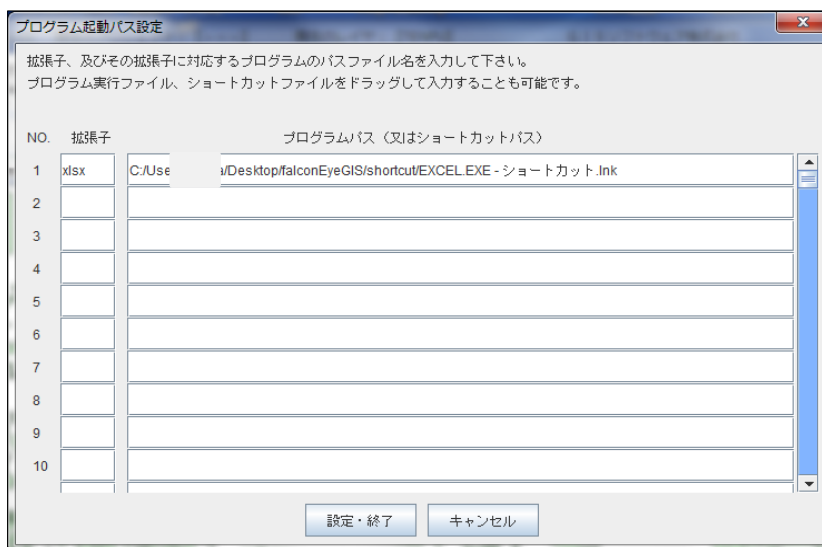 プログラム起動パス設定
拡張子、及びその拡張子に対応するプログラムのパスファイル名を入力して下さい。
プログラム実行ファイル、ショートカットファイルをドラッグして入力することも可能です。
NO. 拡張子 プログラムパス（又はショートカットパス）
1 xlsx C:/Use a/Desktop/falconEyeGIS/shortcut/EXCEL.EXE - ショートカット.lnk
2
3
4
5
6
7
8
9
10
設定・終了 キャンセル